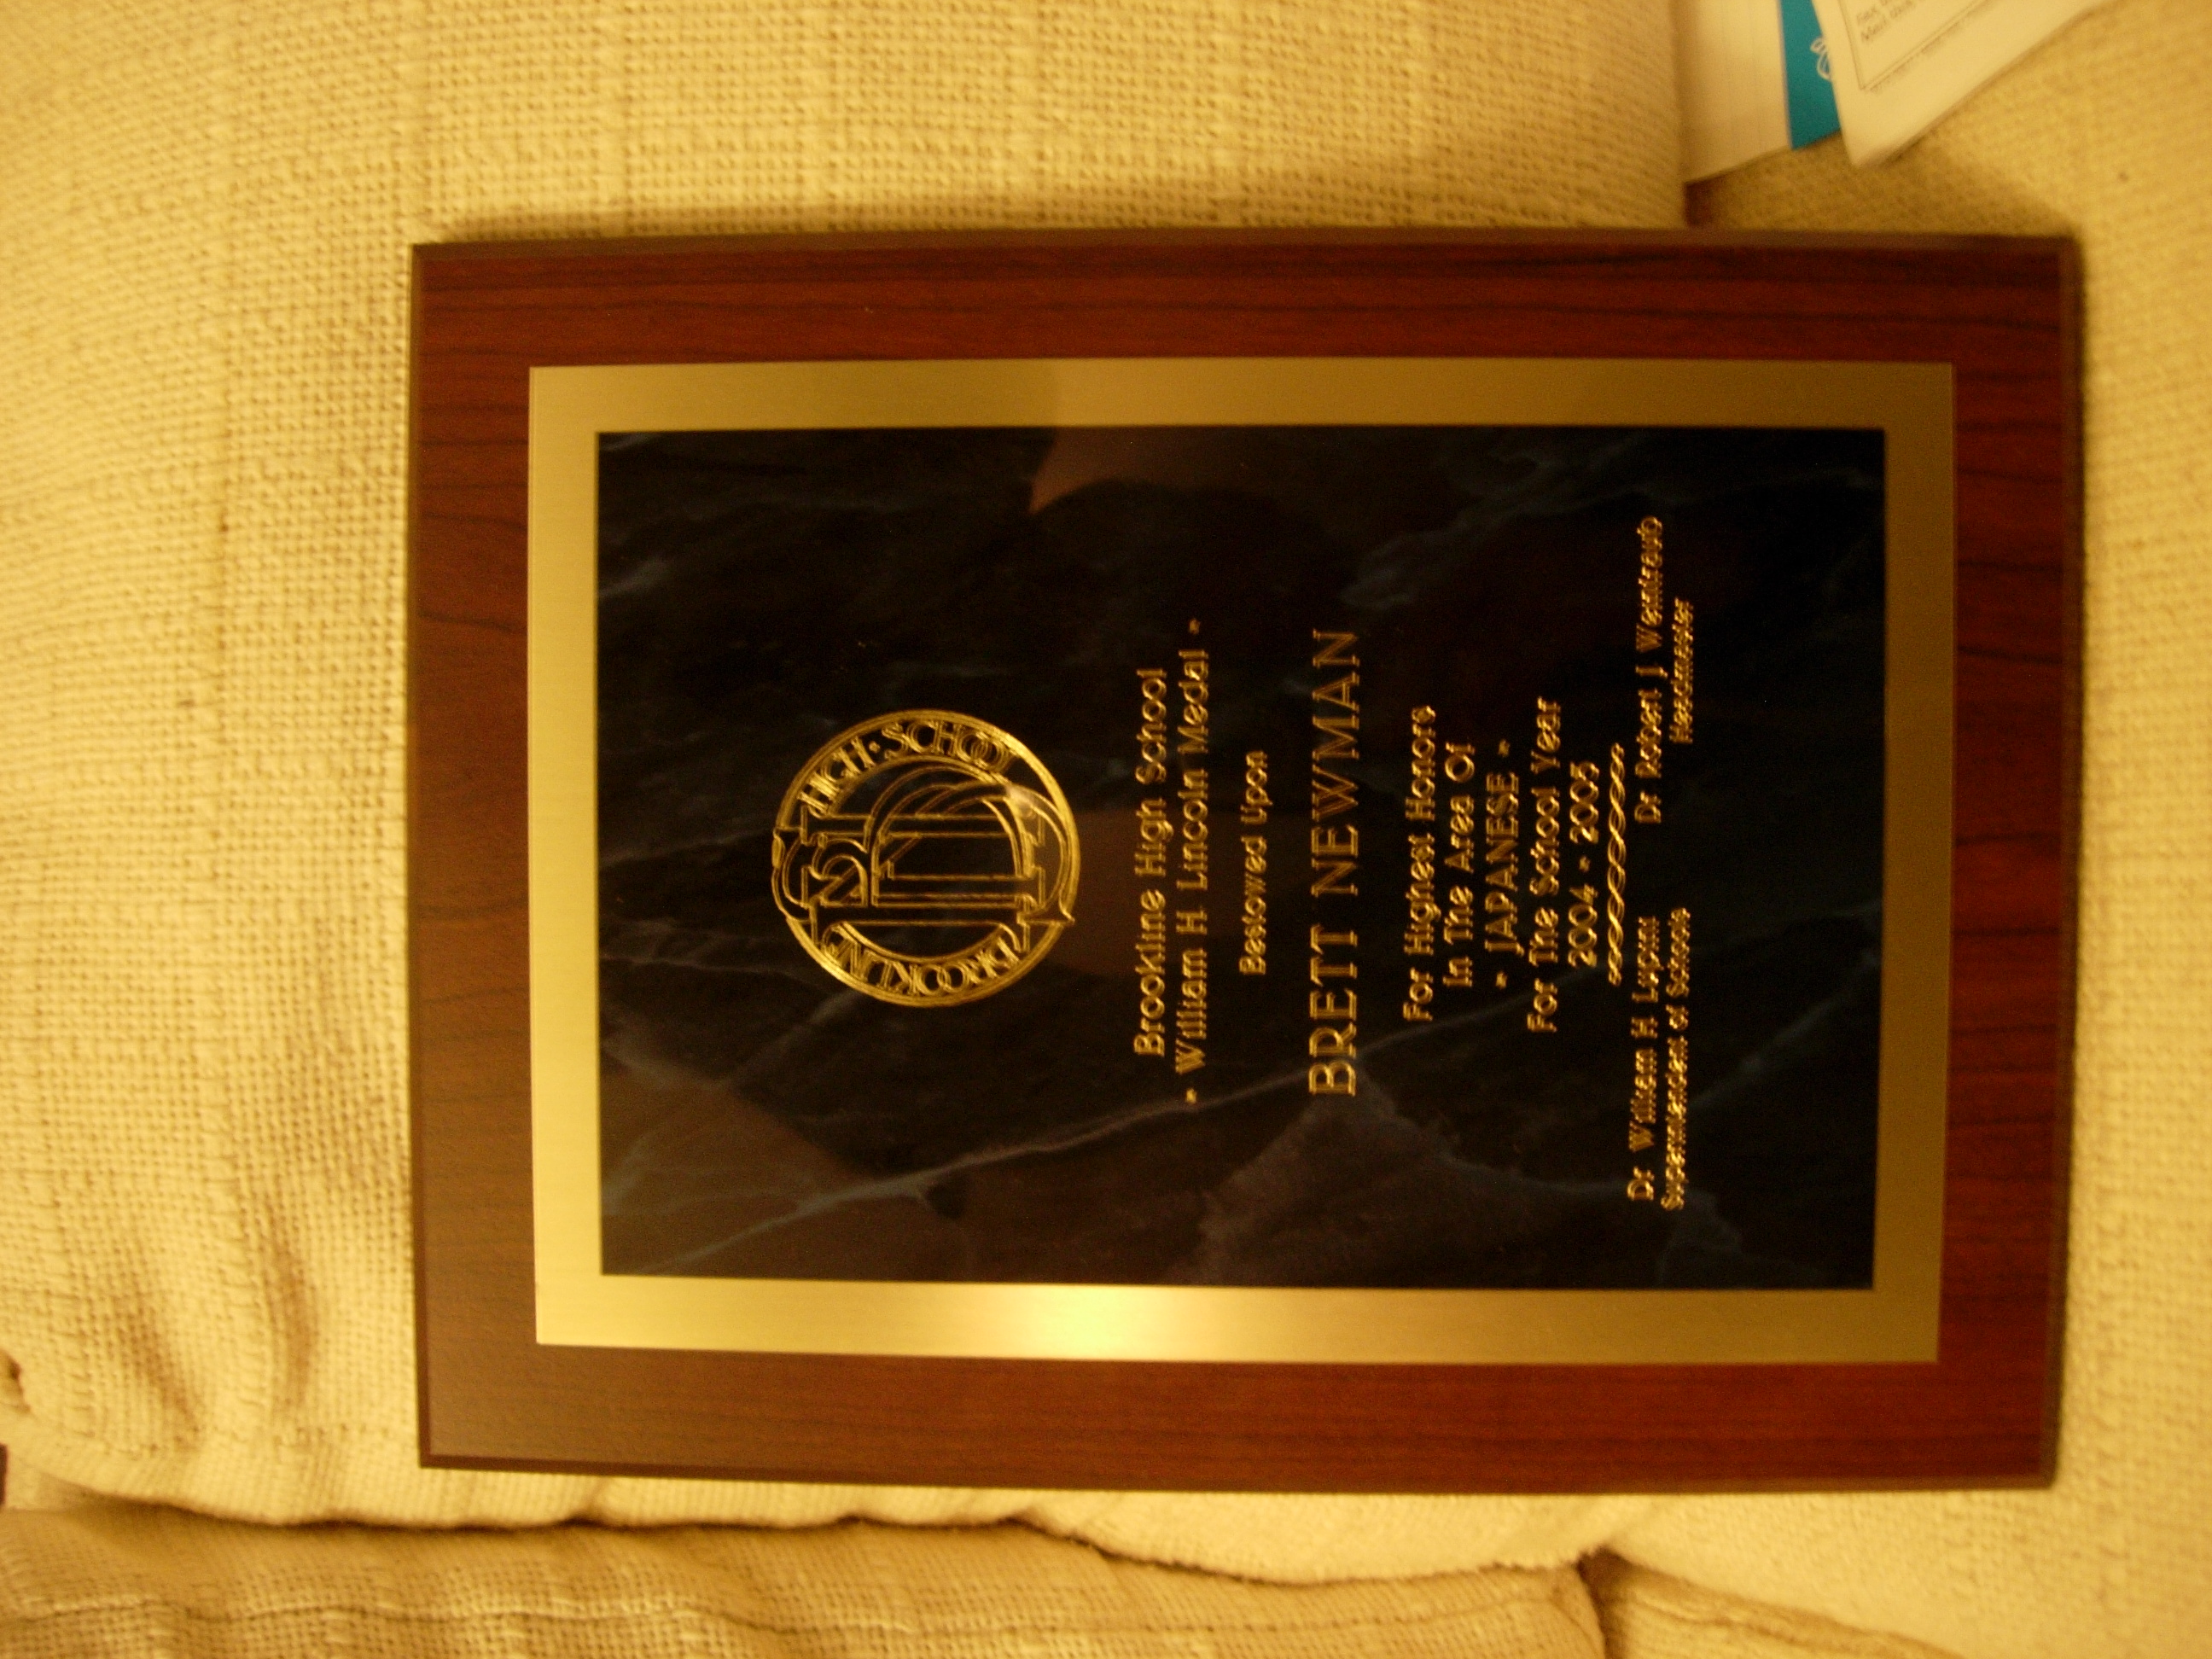 BROOKLINE HIGH·SCHOOL
Brookline High School
- William H. Lincoln Medal -
Bestowed Upon
BRETT NEWMAN
For Highest Honors
In The Area Of
- JAPANESE -
For The School Year
2004 - 2005
Dr William H Lupini Dr Robert J Weintraub
Superintendent of Schools Headmaster